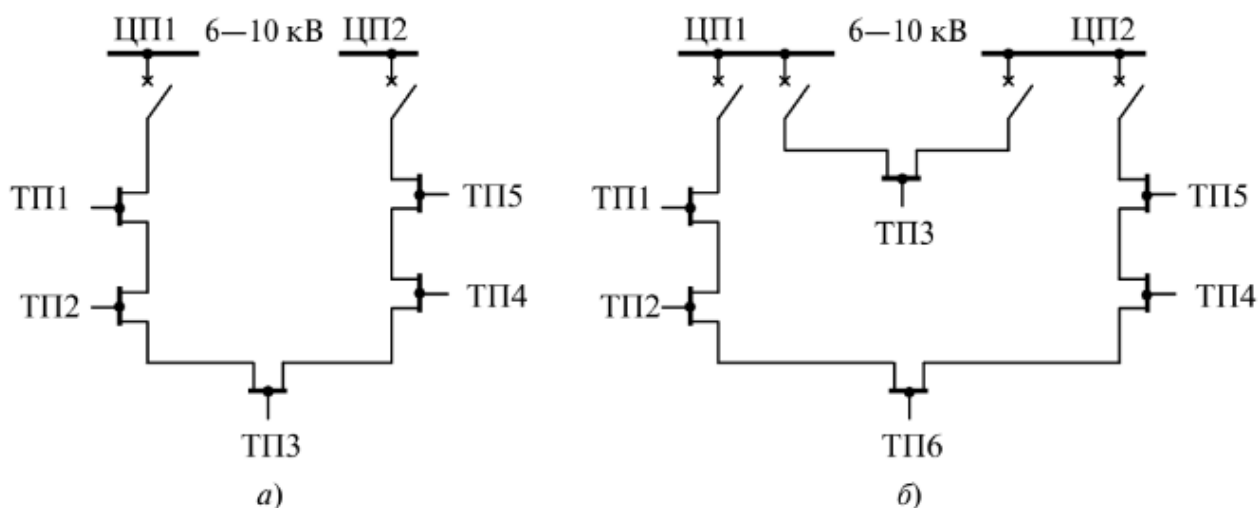 ЦП1 6—10 кВ ЦП2
ТП1 ТП5
ТП2 ТП4
ТП3
а)
ЦП1 6—10 кВ ЦП2
ТП1 ТП3 ТП5
ТП2 ТП4
ТП6
б)